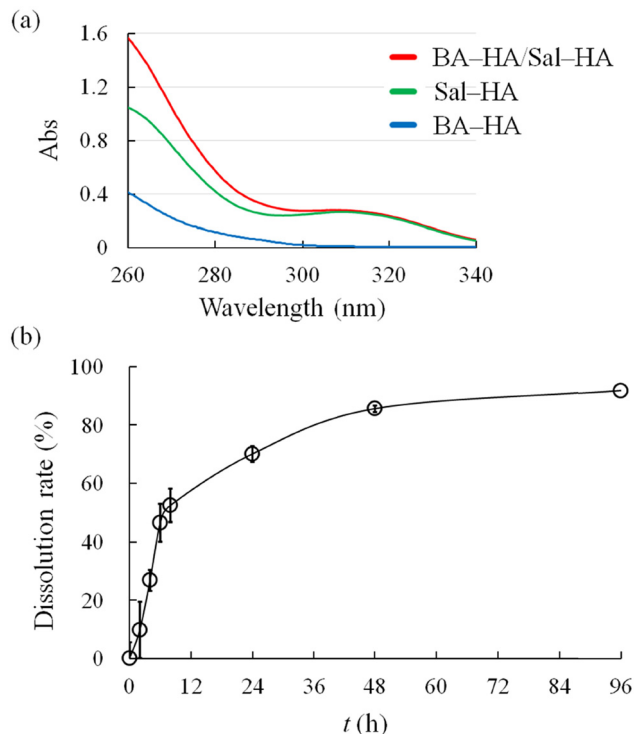 (a)
1.6
1.2
0.8
0.4
0
Abs
BA–HA/Sal–HA
Sal–HA
BA–HA
260 280 300 320 340
Wavelength (nm)
(b)
100
80
60
40
20
0
Dissolution rate (%)
0 12 24 36 48 60 72 84 96
t (h)